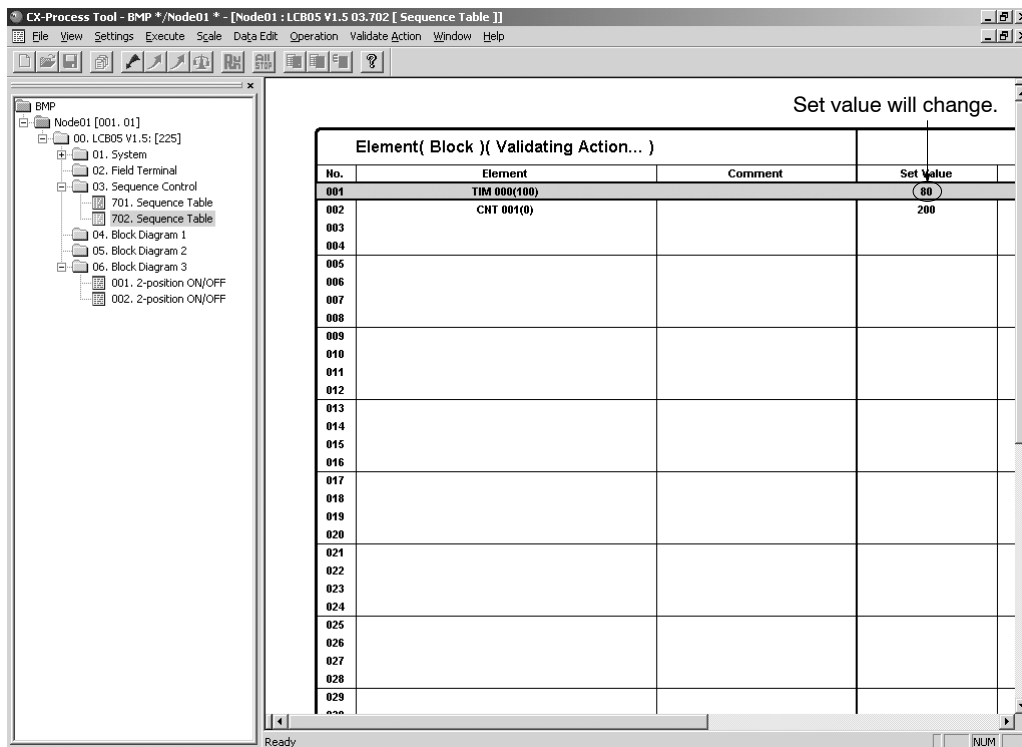 CX-Process Tool - BMP */Node01 * - [Node01 : LCB05 V1.5 03.702 [ Sequence Table ]]
File View Settings Execute Scale Data Edit Operation Validate Action Window Help
BMP
Node01 [001. 01]
00. LCB05 V1.5: [225]
01. System
02. Field Terminal
03. Sequence Control
701. Sequence Table
702. Sequence Table
04. Block Diagram 1
05. Block Diagram 2
06. Block Diagram 3
001. 2-position ON/OFF
002. 2-position ON/OFF
Set value will change.
Element( Block )( Validating Action... )
No. Element Comment Set Value
001 TIM 000(100) 80
002 CNT 001(0) 200
003
004
005
006
007
008
009
010
011
012
013
014
015
016
017
018
019
020
021
022
023
024
025
026
027
028
029
Ready NUM